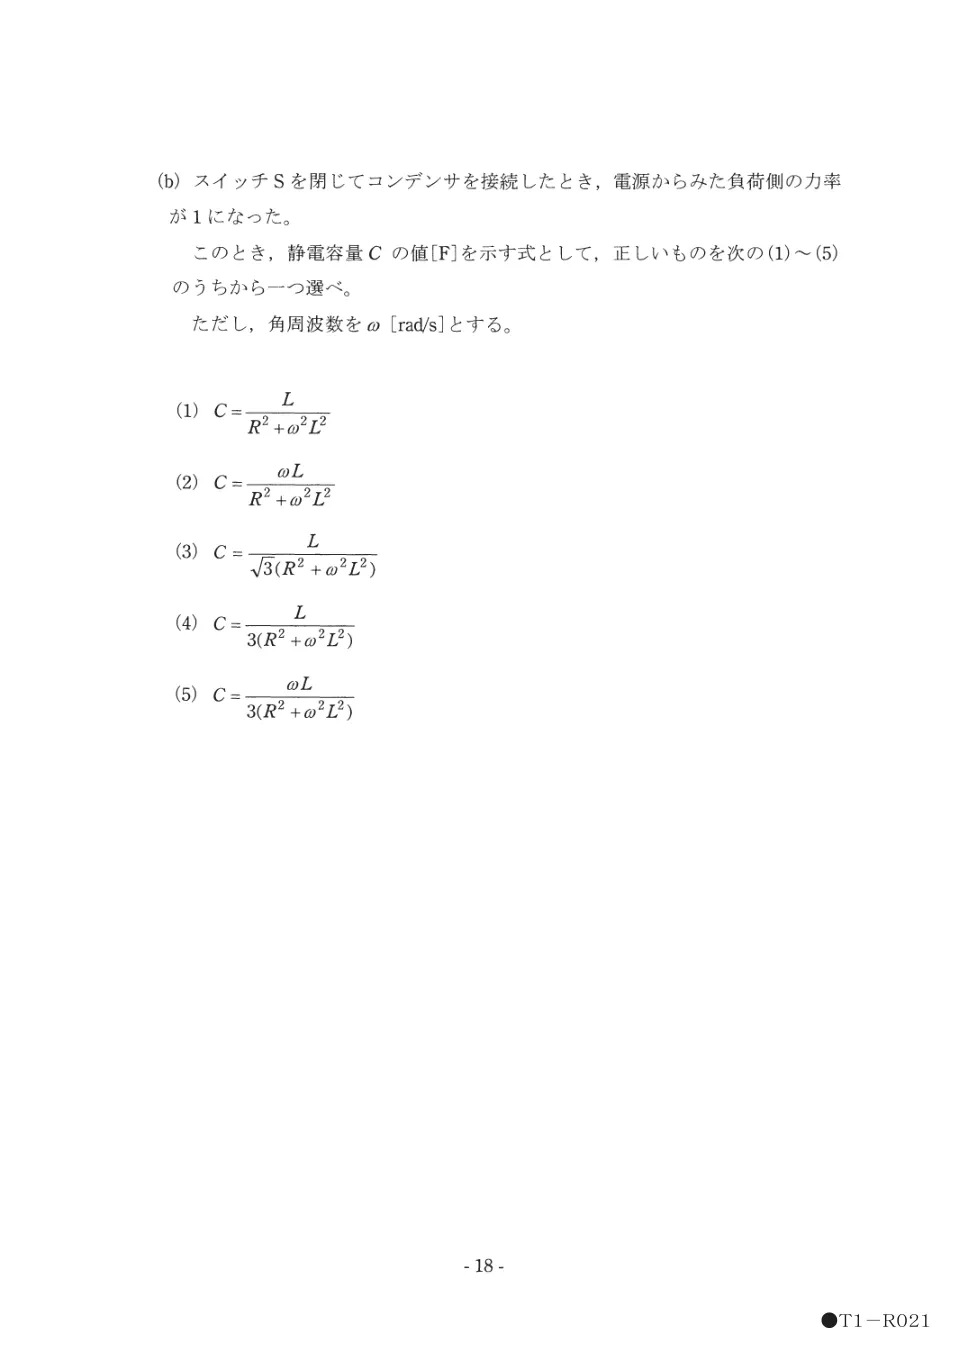 (b) スイッチSを閉じてコンデンサを接続したとき，電源からみた負荷側の力率
が1になった。
このとき，静電容量 C の値[F]を示す式として，正しいものを次の(1)～(5)
のうちから一つ選べ。
ただし，角周波数を ω [rad/s]とする。
(1) C = L / (R² + ω²L²)
(2) C = ωL / (R² + ω²L²)
(3) C = L / (√3(R² + ω²L²))
(4) C = L / (3(R² + ω²L²))
(5) C = ωL / (3(R² + ω²L²))
- 18 -
●T1－R021